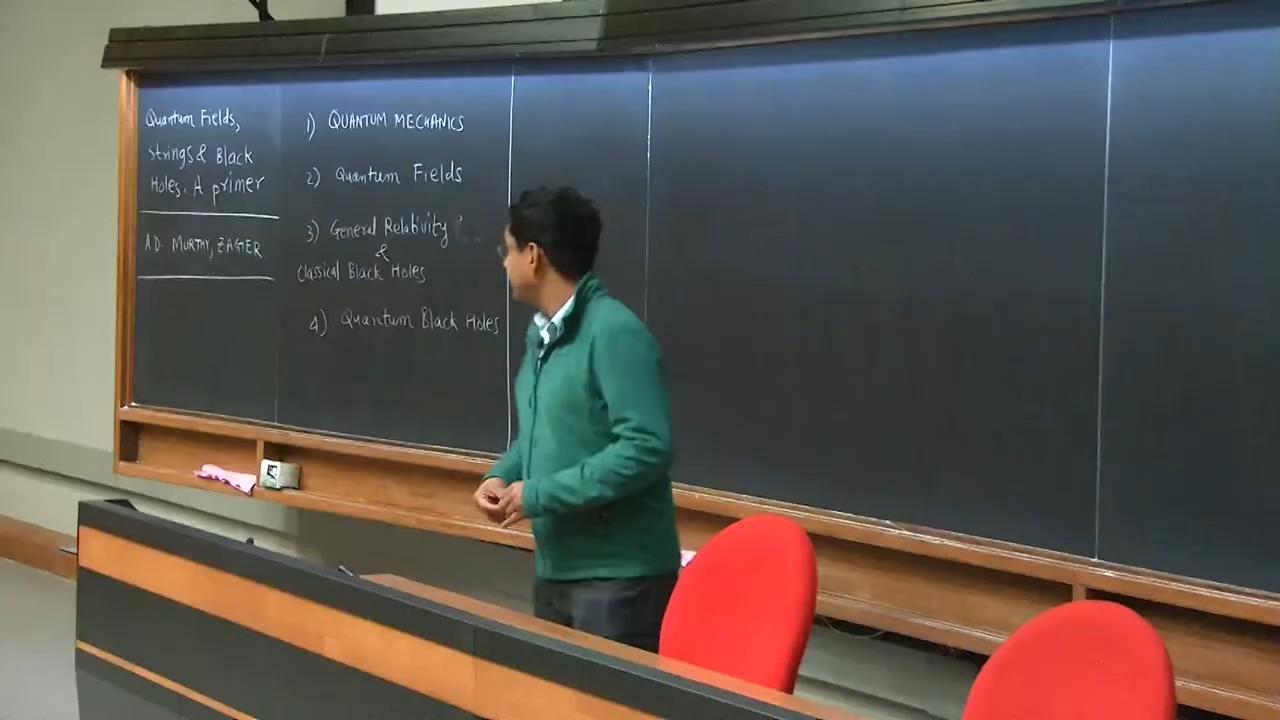 Quantum Fields,
Strings & Black
Holes. A primer
A.D. MURTHY, ZAGIER
1) QUANTUM MECHANICS
2) Quantum Fields
3) General Relativity
&
Classical Black Holes
4) Quantum Black Holes